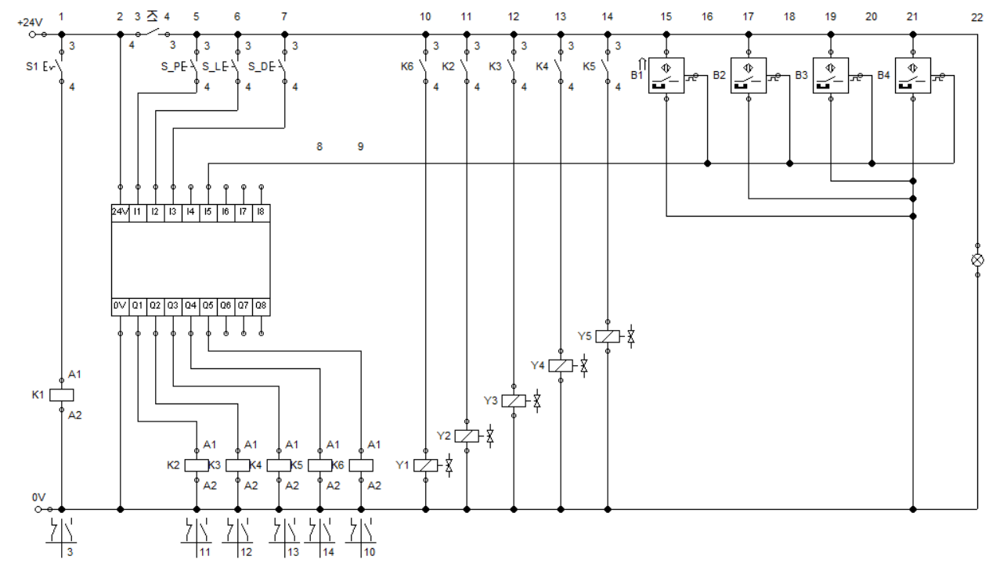 1 2 3 K1 4 5 6 7 10 11 12 13 14 15 16 17 18 19 20 21 22
+24V
3 4 3 3 3 3 3 3 3 3 3
S1 S_P S_L S_D K6 K2 K3 K4 K5 B1 B2 B3 B4
4 4 4 4 4 4 4 4 4
8 9
24V I1 I2 I3 I4 I5 I6 I7 I8
0V Q1 Q2 Q3 Q4 Q5 Q6 Q7 Q8
Y5
Y4
A1
K1 Y3
A2
Y2
A1 A1 A1 A1 A1
K2 K3 K4 K5 K6 Y1
A2 A2 A2 A2 A2
0V
3 11 12 13 14 10